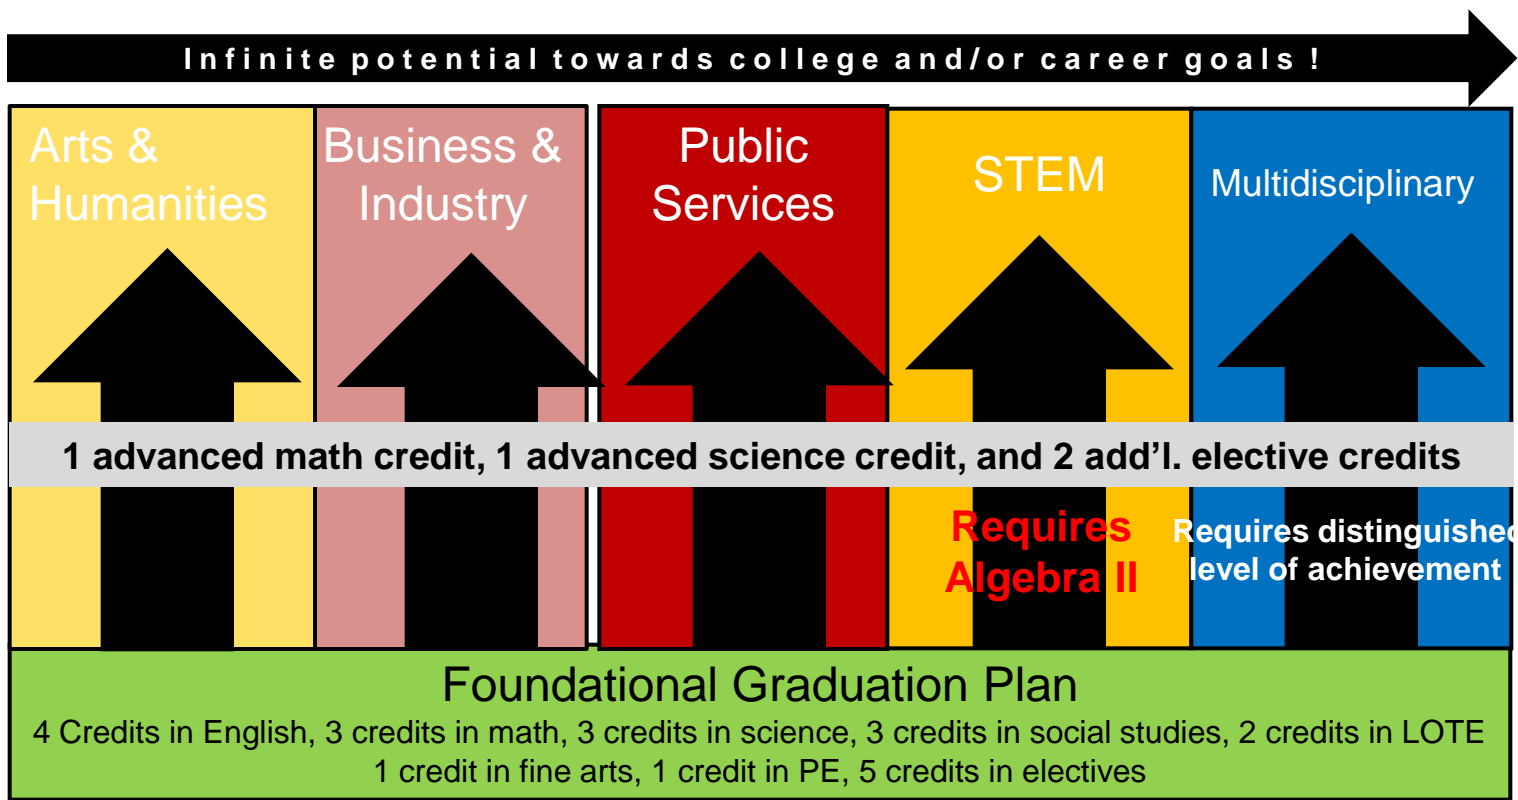 Infinite potential towards college and/or career goals !
Arts &
Humanities
Business &
Industry
Public
Services
STEM
Multidisciplinary
1 advanced math credit, 1 advanced science credit, and 2 add’l. elective credits
Requires
Algebra II
Requires distinguished
level of achievement
Foundational Graduation Plan
4 Credits in English, 3 credits in math, 3 credits in science, 3 credits in social studies, 2 credits in LOTE
1 credit in fine arts, 1 credit in PE, 5 credits in electives